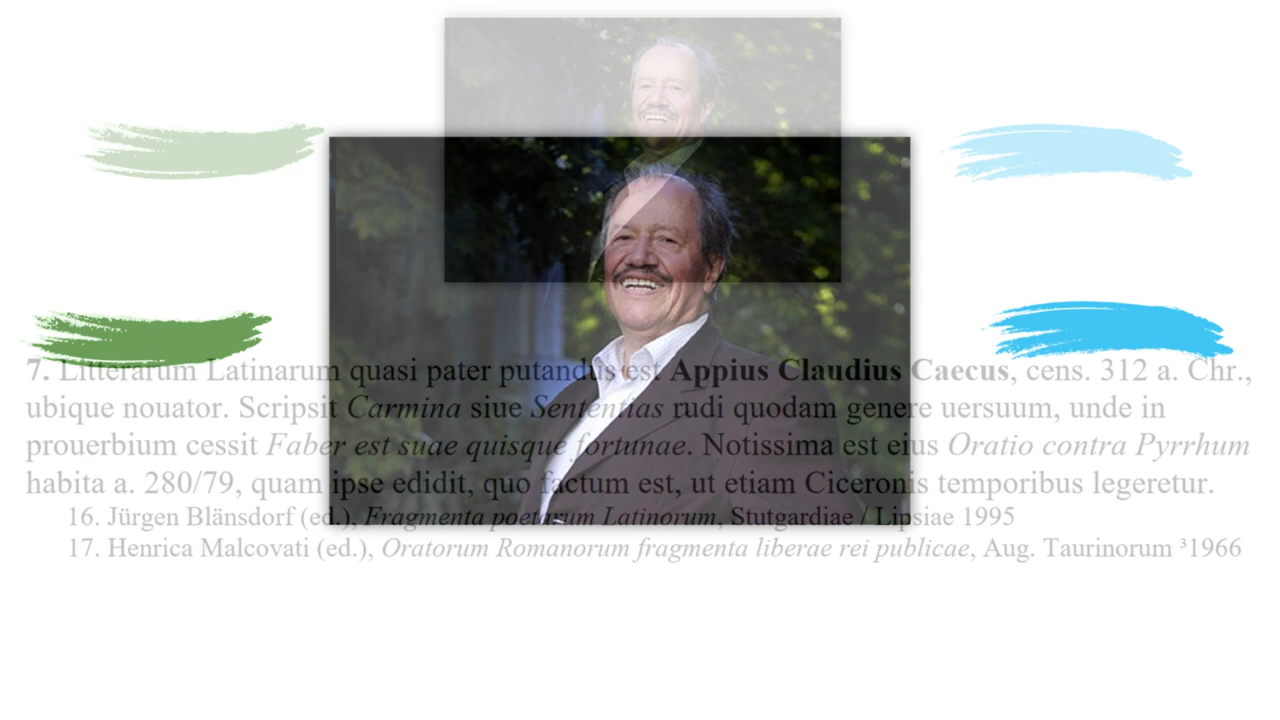 7. Litterarum Latinarum quasi pater putandus est Appius Claudius Caecus, cens. 312 a. Chr.,
ubique nouator. Scripsit Carmina siue Sententias rudi quodam genere uersuum, unde in
prouerbium cessit Faber est suae quisque fortunae. Notissima est eius Oratio contra Pyrrhum
habita a. 280/79, quam ipse edidit, quo factum est, ut etiam Ciceronis temporibus legeretur.
16. Jürgen Blänsdorf (ed.), Fragmenta poetarum Latinorum, Stutgardiae / Lipsiae 1995
17. Henrica Malcovati (ed.), Oratorum Romanorum fragmenta liberae rei publicae, Aug. Taurinorum ³1966